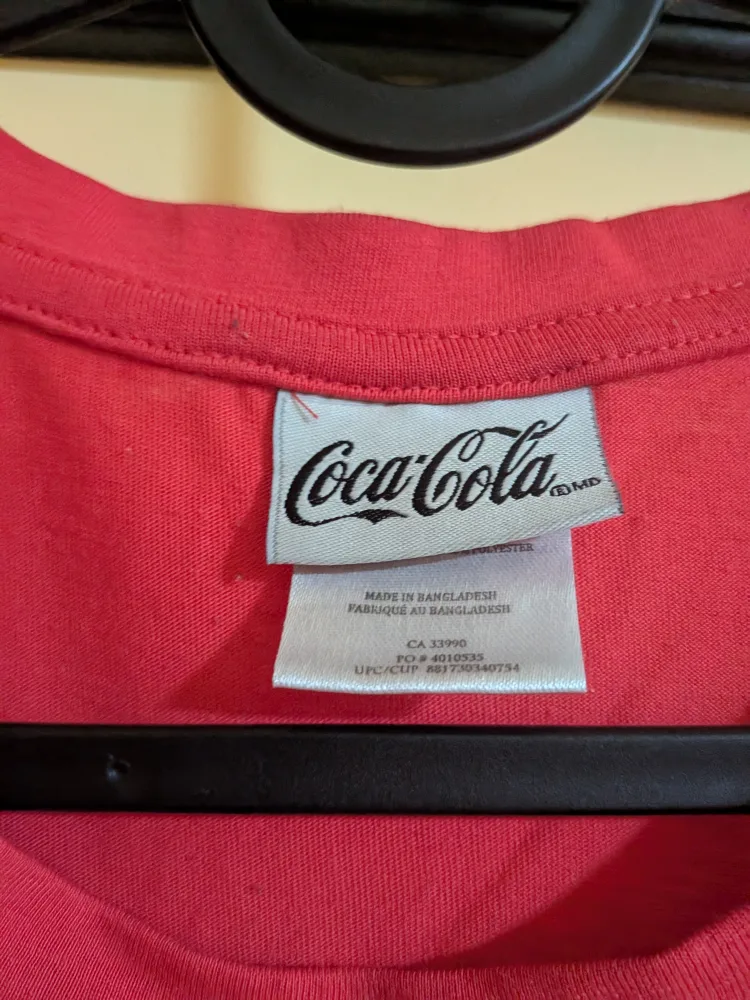 Coca-Cola ® MD
POLYESTER
MADE IN BANGLADESH
FABRIQUÉ AU BANGLADESH
CA 33990
PO # 4010535
UPC/CUP 881730340754